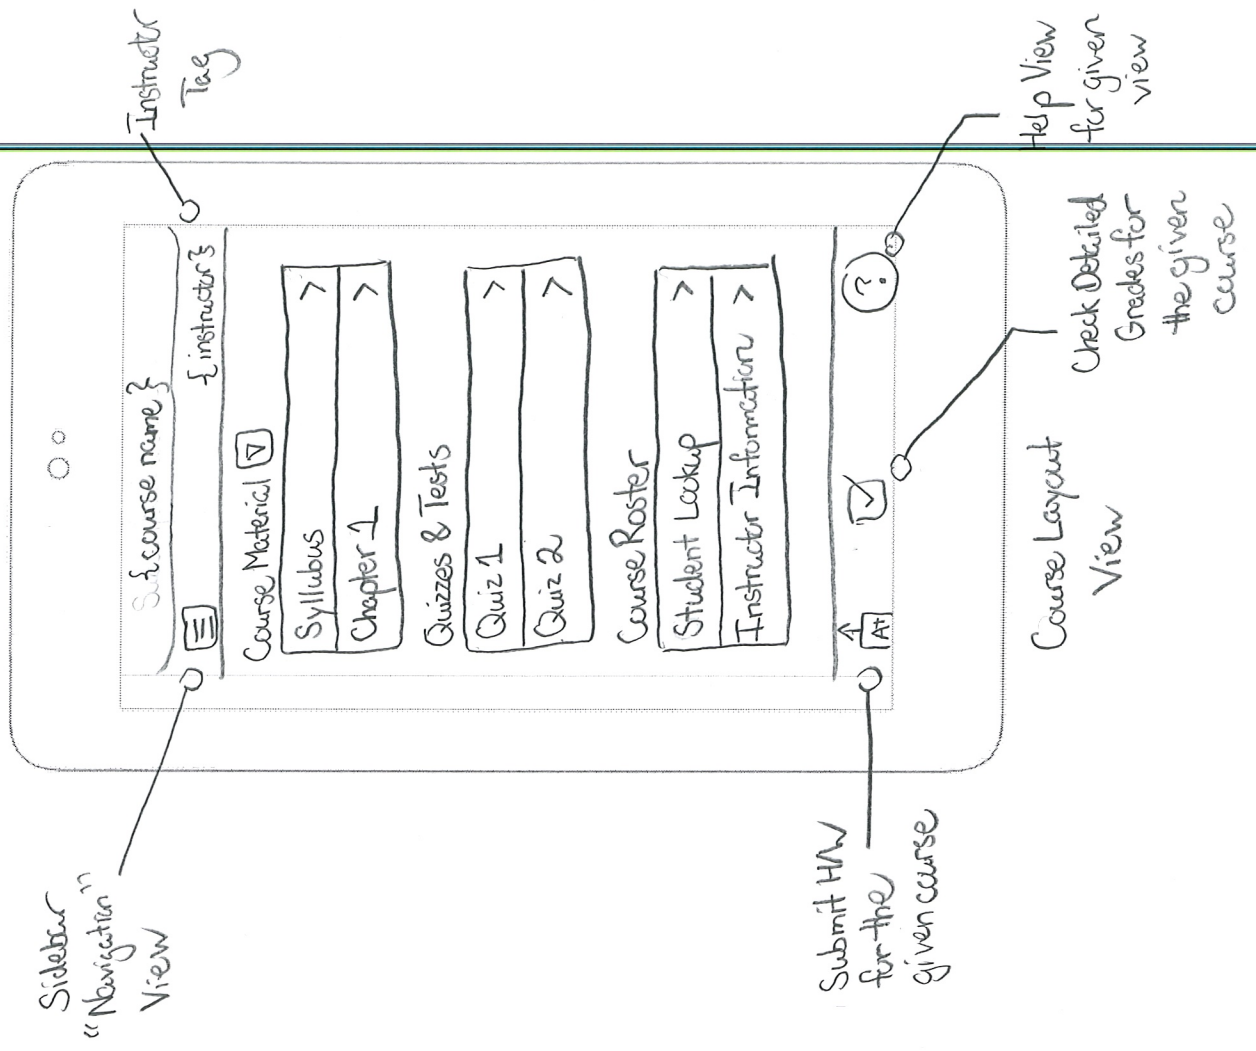 Sidebar
"Navigation"
View
Instructor
Tag
{course name}
{instructor}
Course Material
Syllubus
>
Chapter 1
>
Quizzes & Tests
Quiz 1
>
Quiz 2
>
Course Roster
Student Lookup
>
Instructor Information
>
A+
?
Submit H/W
for the
given course
Course Layout
View
Check Detailed
Grades for
the given
course
Help View
for given
view